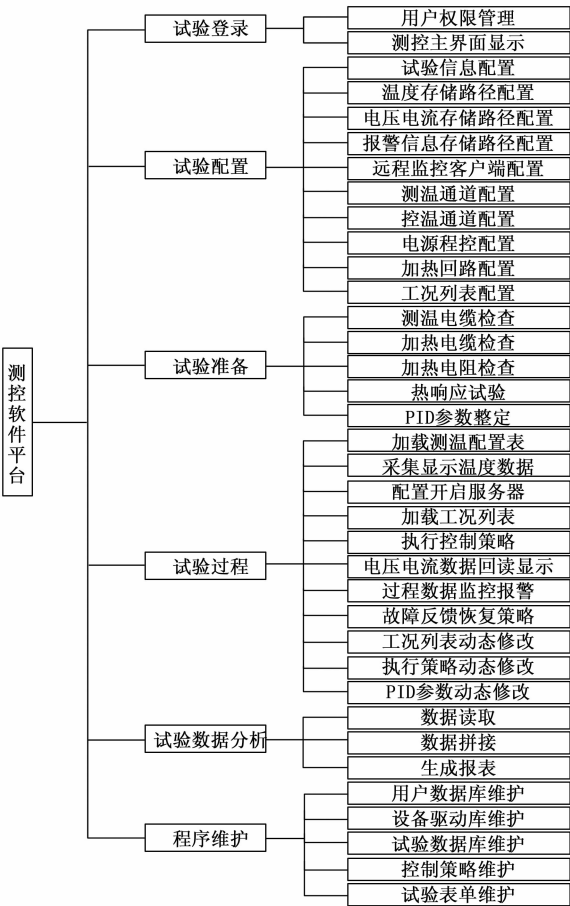 测控软件平台
试验登录
用户权限管理
测控主界面显示
试验配置
试验信息配置
温度存储路径配置
电压电流存储路径配置
报警信息存储路径配置
远程监控客户端配置
测温通道配置
控温通道配置
电源程控配置
加热回路配置
工况列表配置
试验准备
测温电缆检查
加热电缆检查
加热电阻检查
热响应试验
PID参数整定
试验过程
加载测温配置表
采集显示温度数据
配置开启服务器
加载工况列表
执行控制策略
电压电流数据回读显示
过程数据监控报警
故障反馈恢复策略
工况列表动态修改
执行策略动态修改
PID参数动态修改
试验数据分析
数据读取
数据拼接
生成报表
程序维护
用户数据库维护
设备驱动库维护
试验数据库维护
控制策略维护
试验表单维护